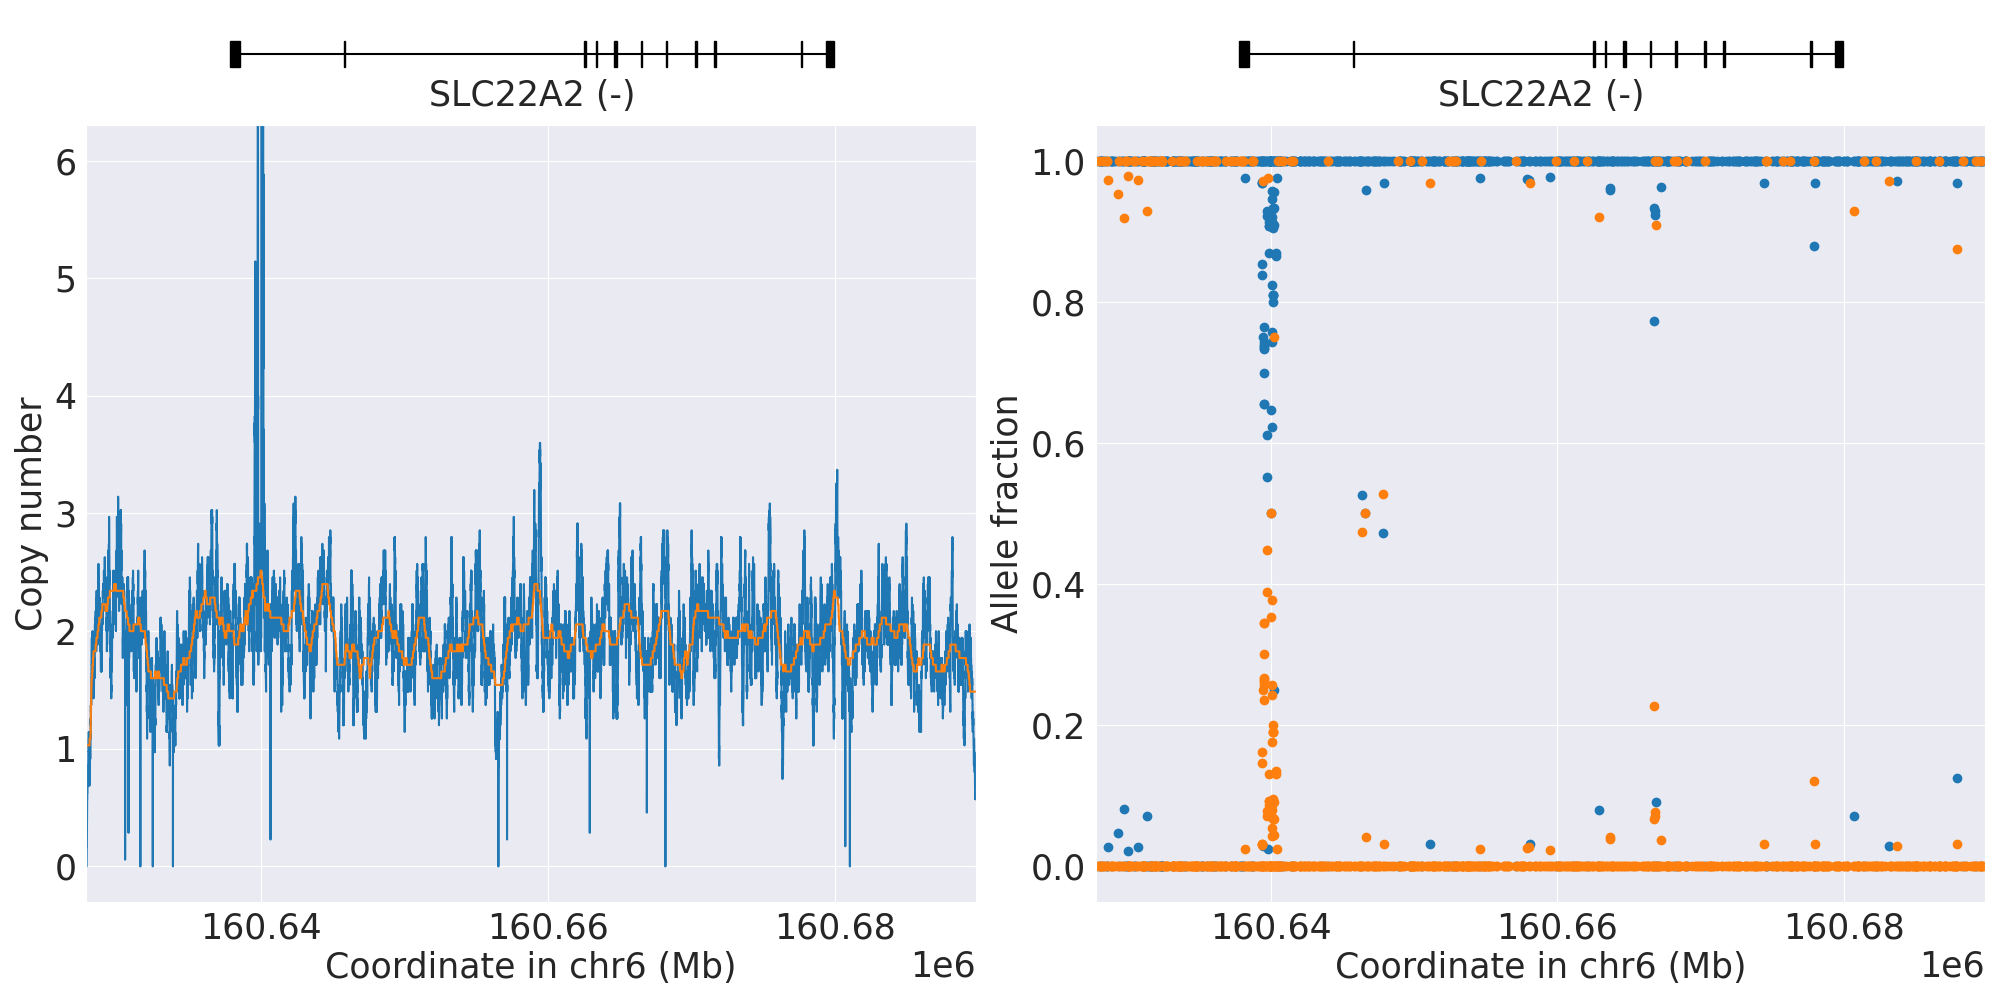 SLC22A2 (-)
6
5
4
3
2
1
0
Copy number
160.64
160.66
160.68
Coordinate in chr6 (Mb)
1e6
SLC22A2 (-)
1.0
0.8
0.6
0.4
0.2
0.0
Allele fraction
160.64
160.66
160.68
Coordinate in chr6 (Mb)
1e6